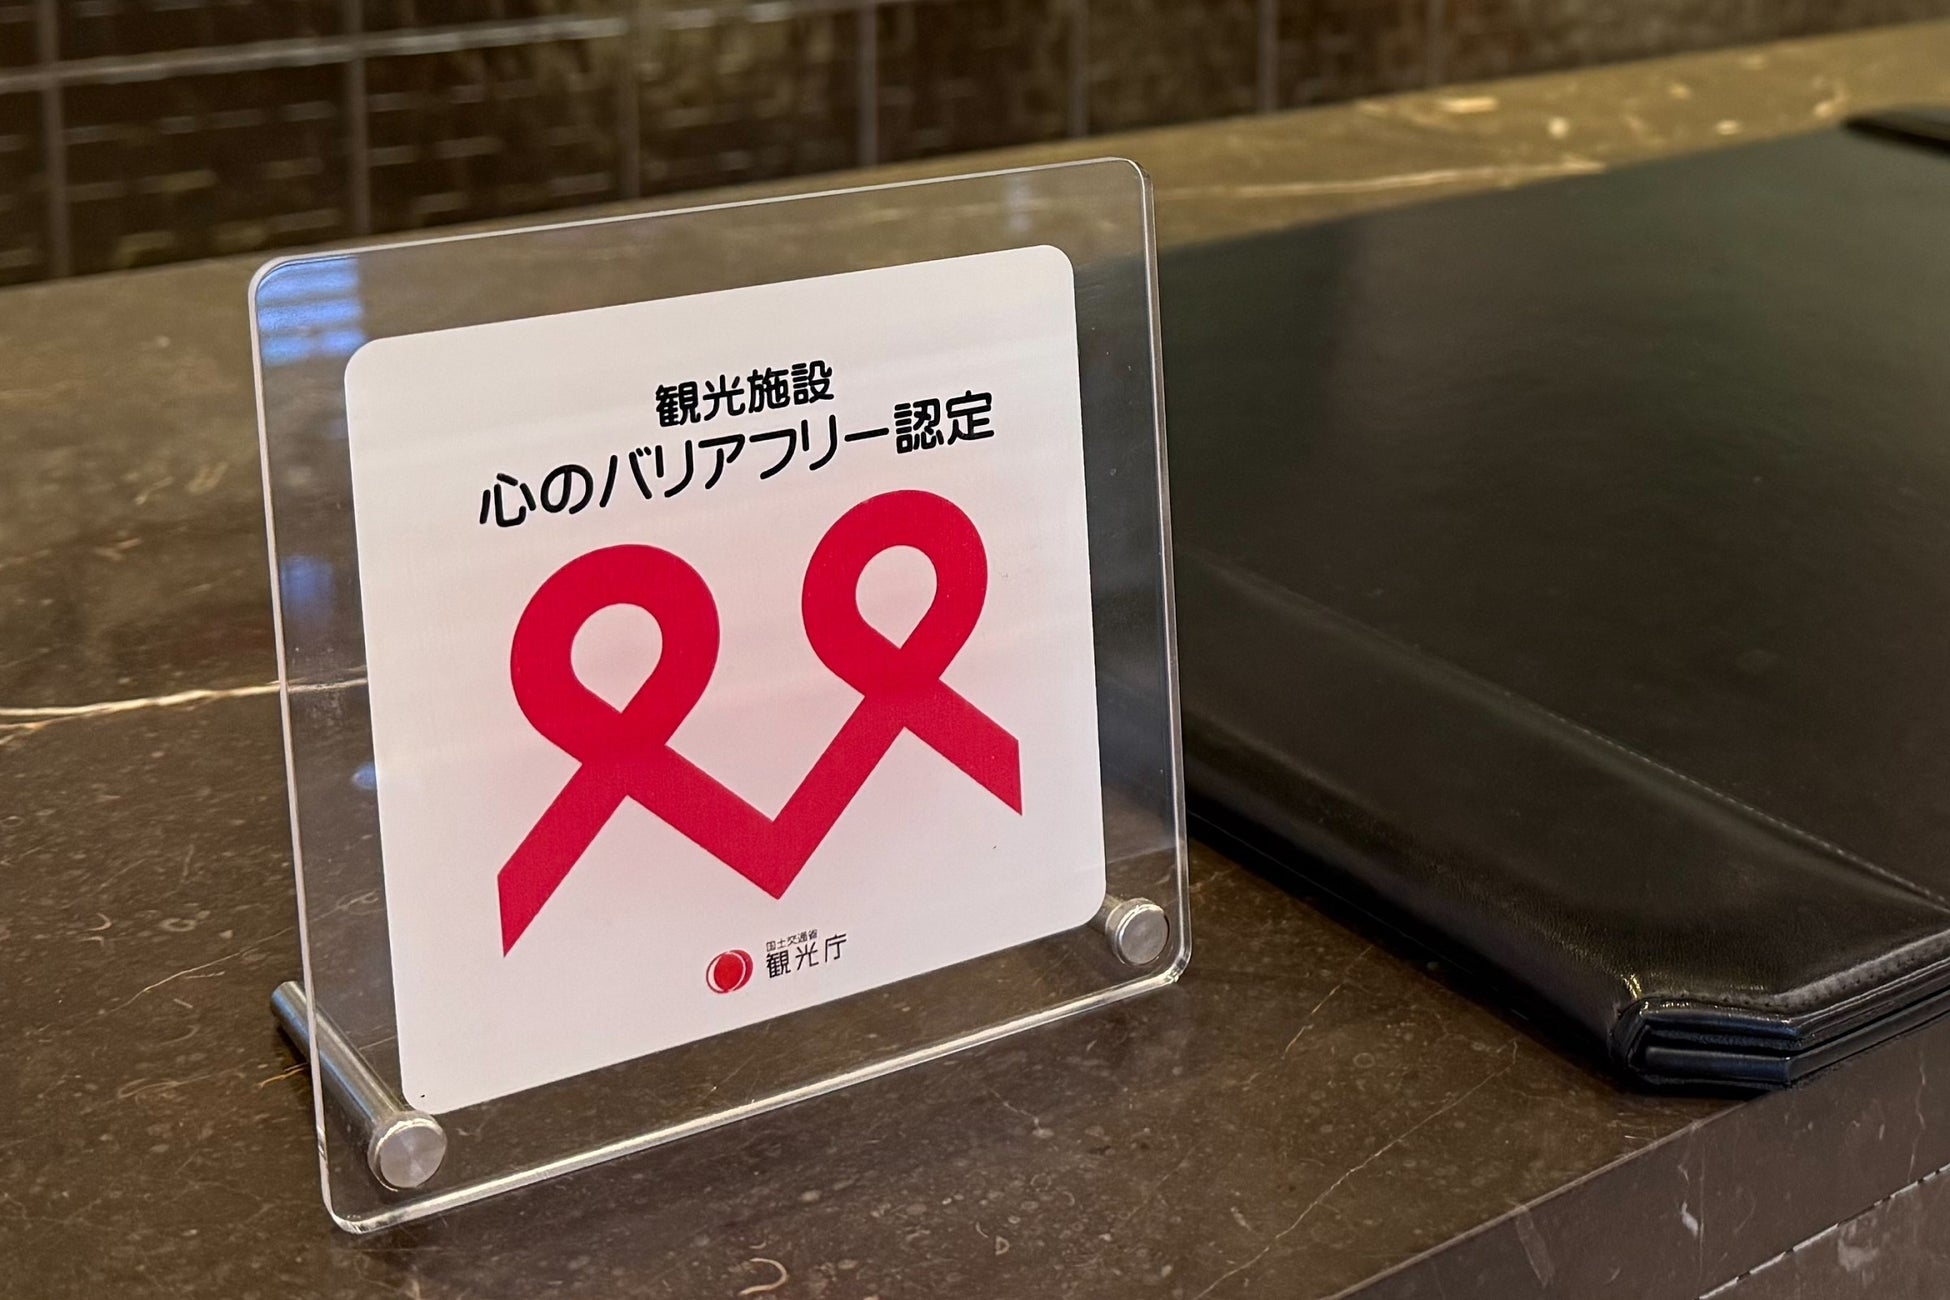 観光施設
心のバリアフリー認定
国土交通省
観光庁